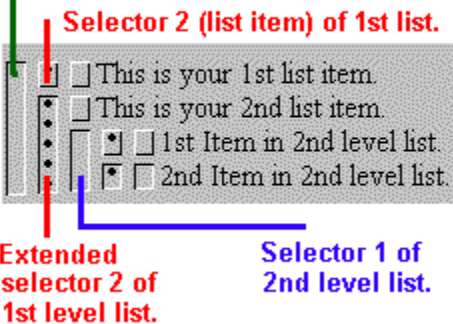 Selector 2 (list item) of 1st list.
This is your 1st list item.
This is your 2nd list item.
1st Item in 2nd level list.
2nd Item in 2nd level list.
Extended
selector 2 of
1st level list.
Selector 1 of
2nd level list.